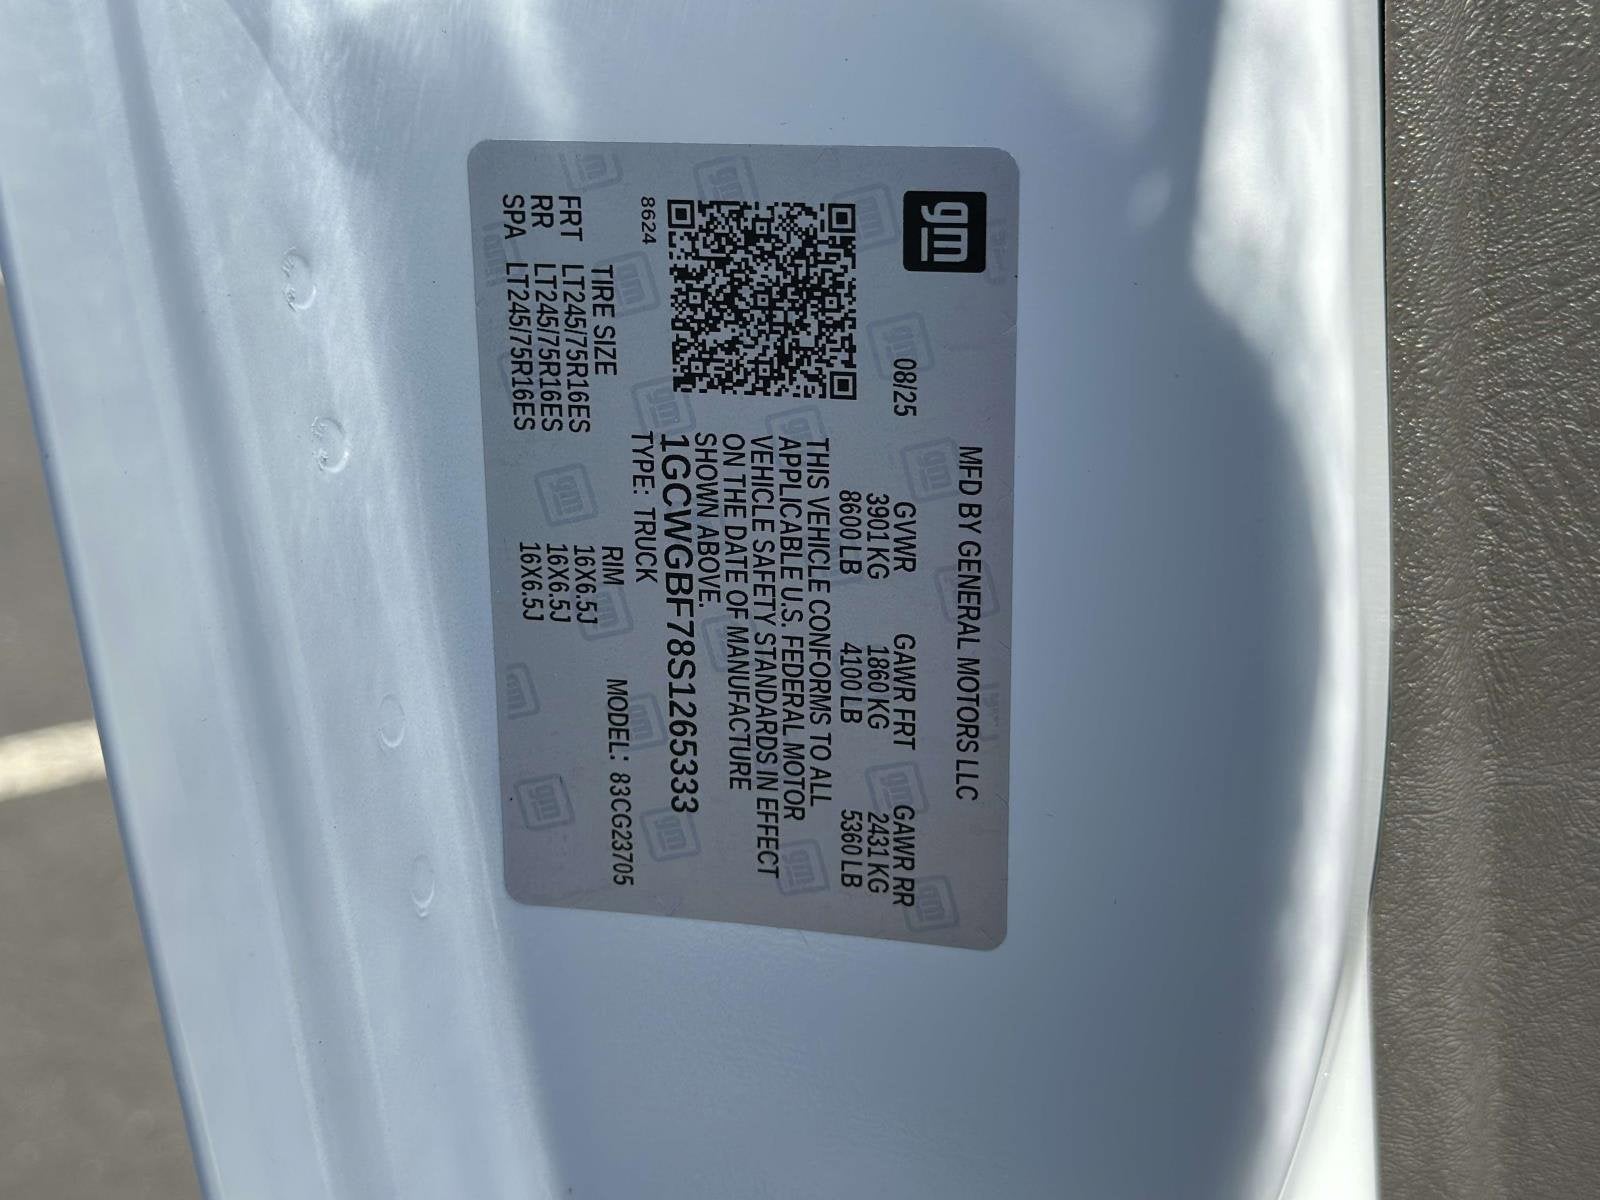 gm
MFD BY GENERAL MOTORS LLC
08/25 GVWR GAWR FRT GAWR RR
3901 KG 1860 KG 2431 KG
8600 LB 4100 LB 5360 LB
THIS VEHICLE CONFORMS TO ALL
APPLICABLE U.S. FEDERAL MOTOR
VEHICLE SAFETY STANDARDS IN EFFECT
ON THE DATE OF MANUFACTURE
SHOWN ABOVE.
1GCWGBF78S1265333
8624 TYPE: TRUCK
TIRE SIZE RIM MODEL: 83CG23705
FRT LT245/75R16ES 16X6.5J
RR LT245/75R16ES 16X6.5J
SPA LT245/75R16ES 16X6.5J